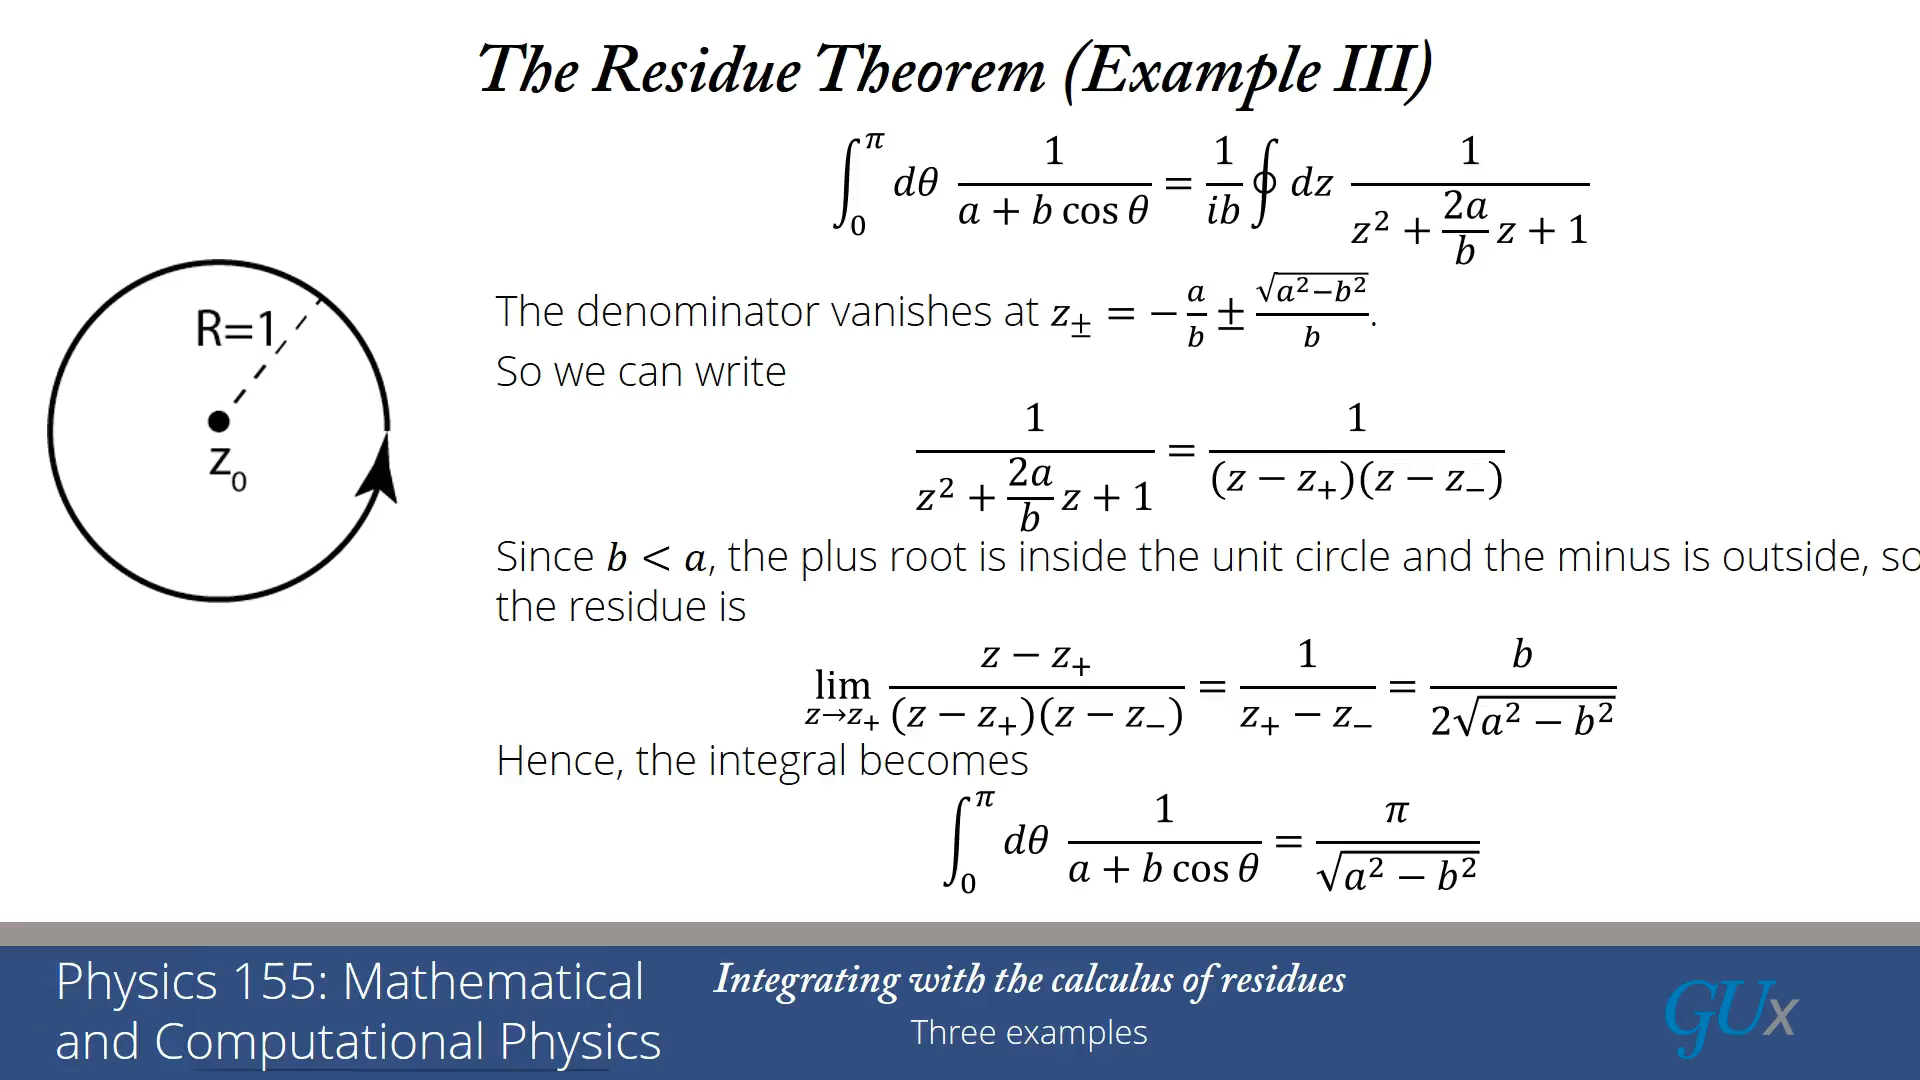 The Residue Theorem (Example III)
∫₀^π dθ 1/(a + b cos θ) = 1/(ib) ∮ dz 1/(z² + (2a/b)z + 1)
R=1
z₀
The denominator vanishes at z± = −a/b ± √(a²−b²)/b.
So we can write
1/(z² + (2a/b)z + 1) = 1/((z − z₊)(z − z₋))
Since b < a, the plus root is inside the unit circle and the minus is outside, so
the residue is
lim z→z₊ (z − z₊)/((z − z₊)(z − z₋)) = 1/(z₊ − z₋) = b/(2√(a² − b²))
Hence, the integral becomes
∫₀^π dθ 1/(a + b cos θ) = π/√(a² − b²)
Physics 155: Mathematical
and Computational Physics
Integrating with the calculus of residues
Three examples
GUx